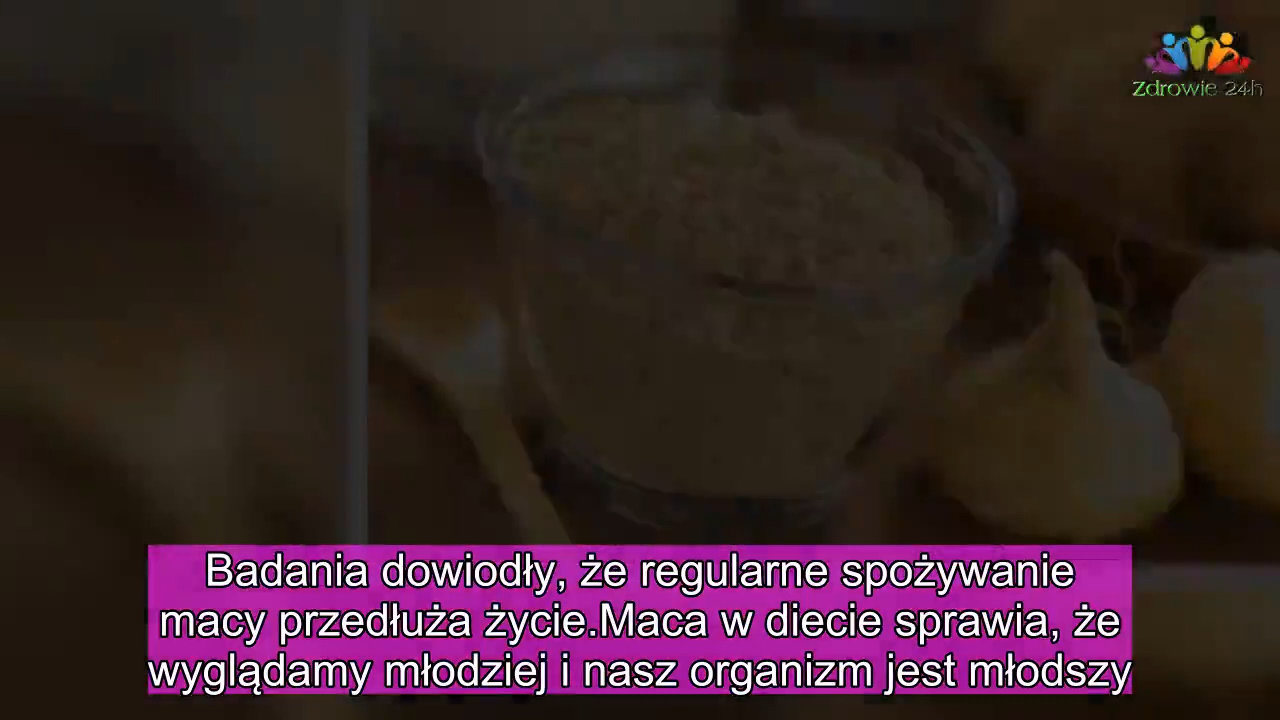 Zdrowie 24h
Badania dowiodły, że regularne spożywanie
macy przedłuża życie.Maca w diecie sprawia, że
wyglądamy młodziej i nasz organizm jest młodszy